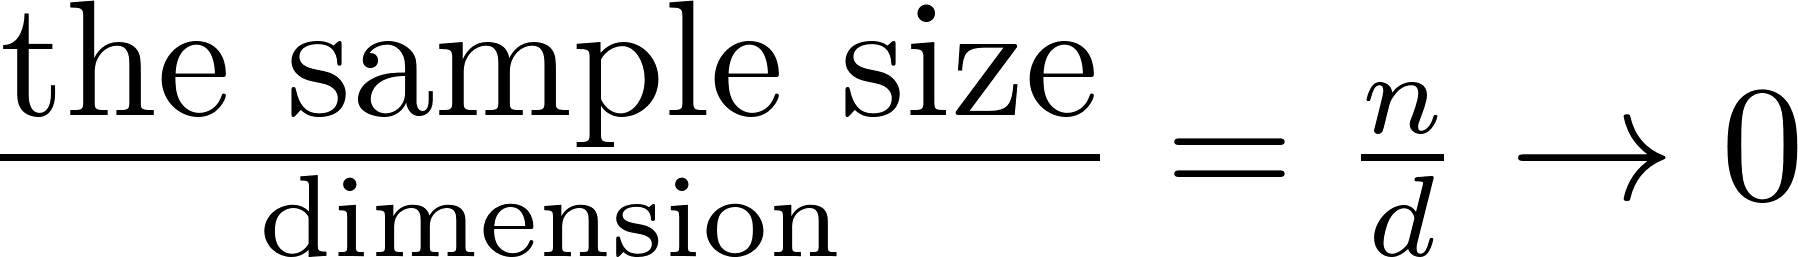 the sample size
dimension
= n/d → 0